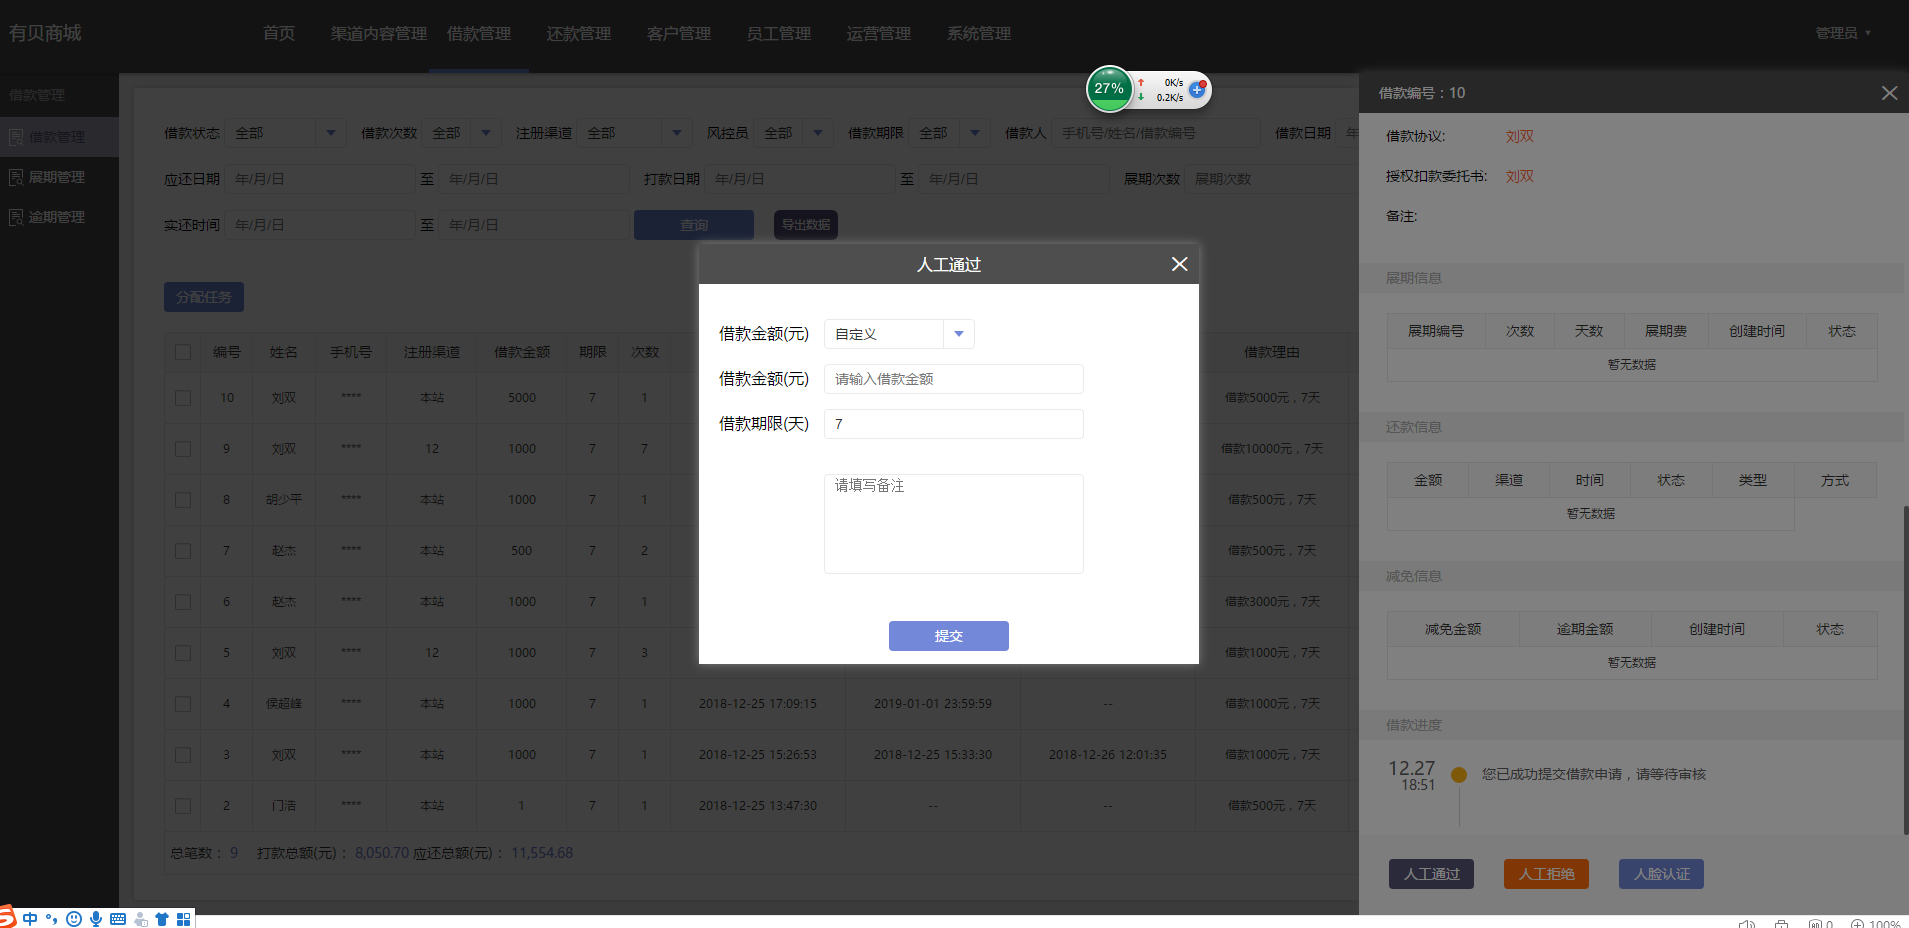 有贝商城 首页 渠道内容管理 借款管理 还款管理 客户管理 员工管理 运营管理 系统管理 管理员
27% 0K/s
0.2K/s
借款管理
借款管理
展期管理
逾期管理
借款状态 全部 借款次数 全部 注册渠道 全部 风控员 全部 借款期限 全部 借款人 手机号/姓名/借款编号 借款日期 年
应还日期 年/月/日 至 年/月/日 打款日期 年/月/日 至 年/月/日 展期次数 展期次数
实还时间 年/月/日 至 年/月/日 查询 导出数据
分配任务
编号 姓名 手机号 注册渠道 借款金额 期限 次数 借款理由
10 刘双 **** 本站 5000 7 1 借款5000元，7天
9 刘双 **** 12 1000 7 7 借款10000元，7天
8 胡少平 **** 本站 1000 7 1 借款500元，7天
7 赵杰 **** 本站 500 7 2 借款500元，7天
6 赵杰 **** 本站 1000 7 1 借款3000元，7天
5 刘双 **** 12 1000 7 3 借款1000元，7天
4 侯超峰 **** 本站 1000 7 1 2018-12-25 17:09:15 2019-01-01 23:59:59 -- 借款1000元，7天
3 刘双 **** 本站 1000 7 1 2018-12-25 15:26:53 2018-12-25 15:33:30 2018-12-26 12:01:35 借款1000元，7天
2 门浩 **** 本站 1 7 1 2018-12-25 13:47:30 -- -- 借款500元，7天
总笔数： 9 打款总额(元)： 8,050.70 应还总额(元)： 11,554.68
人工通过
借款金额(元) 自定义
借款金额(元) 请输入借款金额
借款期限(天) 7
请填写备注
提交
借款编号：10
借款协议: 刘双
授权扣款委托书: 刘双
备注:
展期信息
展期编号 次数 天数 展期费 创建时间 状态
暂无数据
还款信息
金额 渠道 时间 状态 类型 方式
暂无数据
减免信息
减免金额 逾期金额 创建时间 状态
暂无数据
借款进度
12.27 您已成功提交借款申请，请等待审核
18:51
人工通过 人工拒绝 人脸认证
中
0 100%